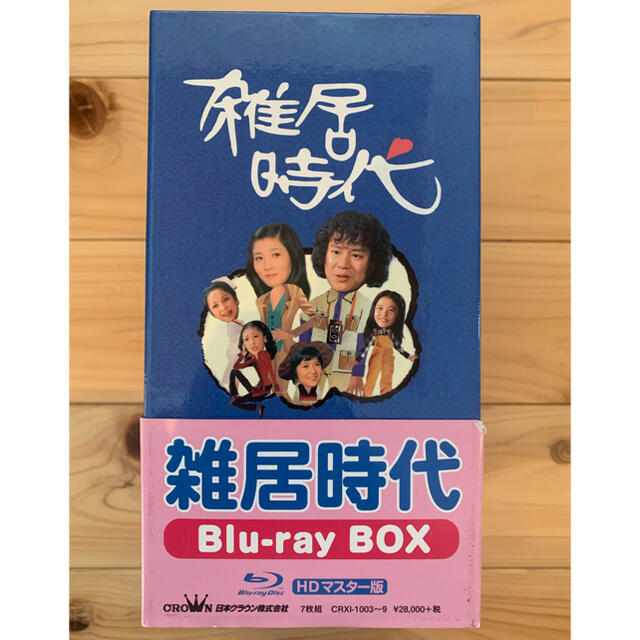 雑居
時代
雑居時代
Blu-ray BOX
Blu-ray Disc HDマスター版
CROWN 日本クラウン株式会社 7枚組 CRXI-1003〜9 ¥28,000+税